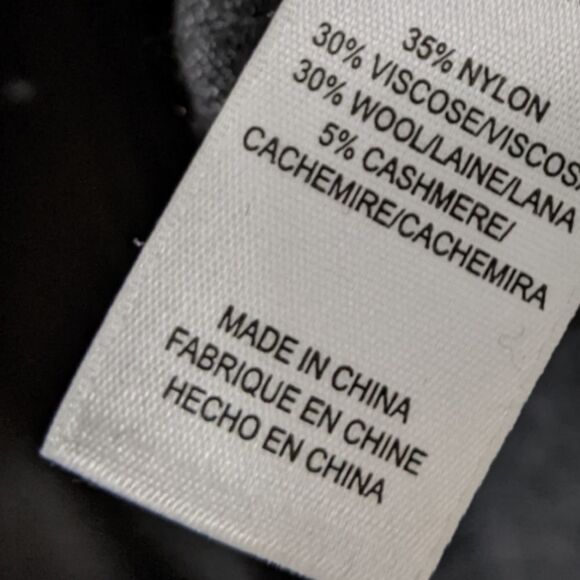 35% NYLON
30% VISCOSE/VISCOSA
30% WOOL/LAINE/LANA
5% CASHMERE/
CACHEMIRE/CACHEMIRA
MADE IN CHINA
FABRIQUE EN CHINE
HECHO EN CHINA